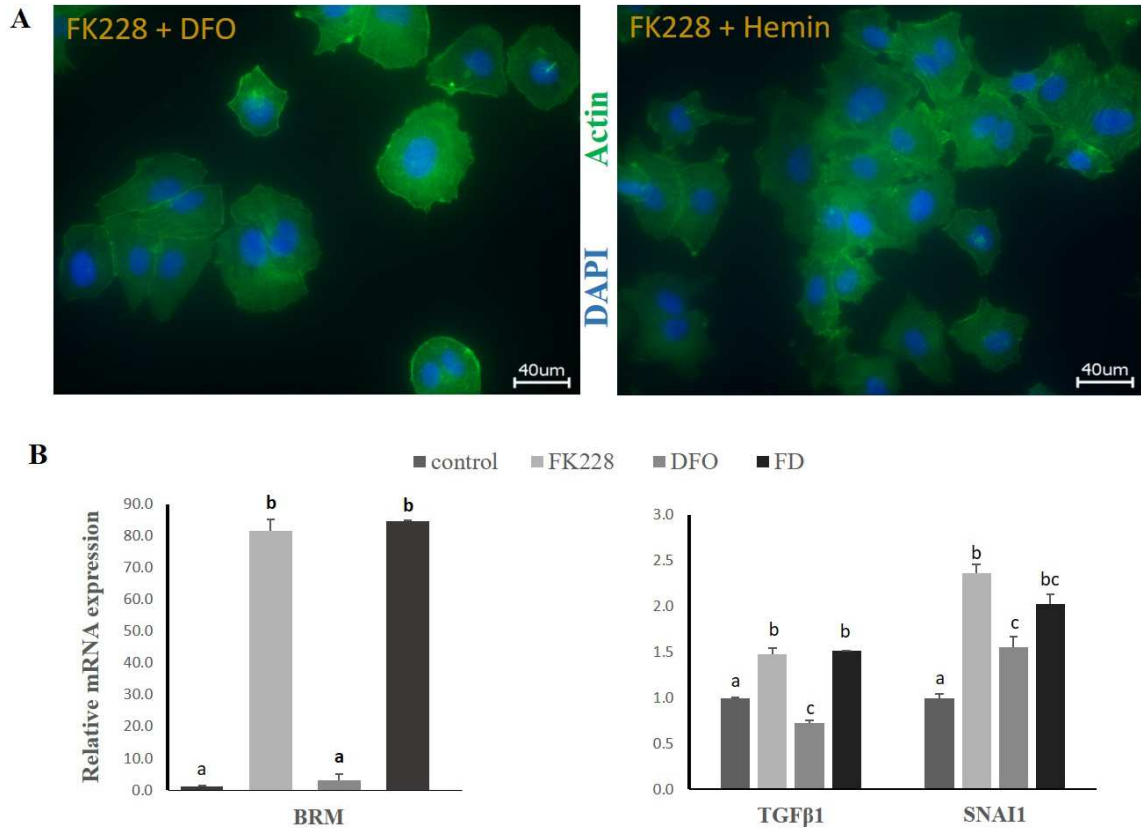 A
FK228 + DFO
40um
Actin
DAPI
FK228 + Hemin
40um
B
control FK228 DFO FD
Relative mRNA expression
90.0
80.0
70.0
60.0
50.0
40.0
30.0
20.0
10.0
0.0
a b a b
BRM
3.0
2.5
2.0
1.5
1.0
0.5
0.0
a b c b a b c bc
TGFβ1 SNAI1